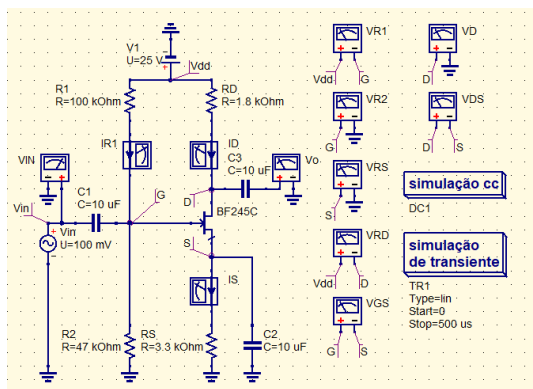 V1
U=25 V
Vdd
R1
R=100 kOhm
RD
R=1.8 kOhm
IR1
ID
C3
C=10 uF
Vo
VIN
C1
C=10 uF
Vin
Vin
U=100 mV
G
D
BF245C
S
IS
R2
R=47 kOhm
RS
R=3.3 kOhm
C2
C=10 uF
VR1
Vdd
G
VD
D
VR2
G
VDS
D
S
VRS
S
simulação cc
DC1
VRD
Vdd
D
simulação
de transiente
TR1
Type=lin
Start=0
Stop=500 us
VGS
G
S